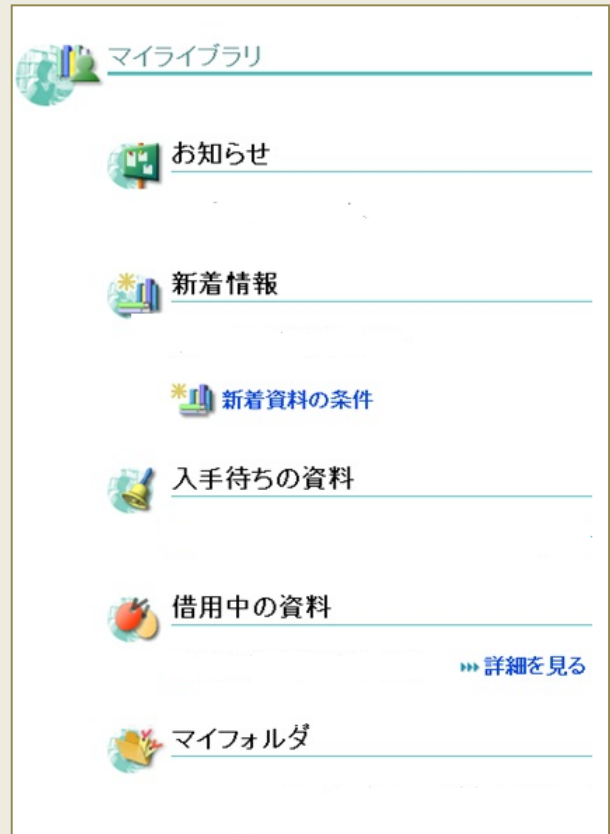 マイライブラリ
お知らせ
新着情報
新着資料の条件
入手待ちの資料
借用中の資料
詳細を見る
マイフォルダ